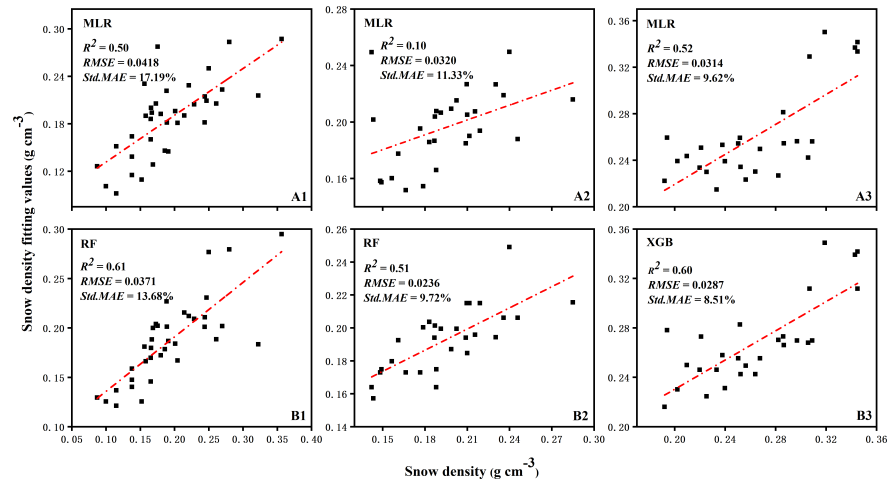 Snow density fitting values (g cm⁻³)
0.30
0.24
0.18
0.12
MLR
R² = 0.50
RMSE = 0.0418
Std.MAE = 17.19%
A1
0.28
0.24
0.20
0.16
MLR
R² = 0.10
RMSE = 0.0320
Std.MAE = 11.33%
A2
0.36
0.32
0.28
0.24
0.20
MLR
R² = 0.52
RMSE = 0.0314
Std.MAE = 9.62%
A3
0.30
0.25
0.20
0.15
0.10
RF
R² = 0.61
RMSE = 0.0371
Std.MAE = 13.68%
B1
0.05 0.10 0.15 0.20 0.25 0.30 0.35 0.40
0.26
0.23
0.20
0.17
0.14
RF
R² = 0.51
RMSE = 0.0236
Std.MAE = 9.72%
B2
0.12 0.15 0.18 0.21 0.24 0.27 0.30
0.36
0.32
0.28
0.24
0.20
XGB
R² = 0.60
RMSE = 0.0287
Std.MAE = 8.51%
B3
0.16 0.20 0.24 0.28 0.32 0.36
Snow density (g cm⁻³)